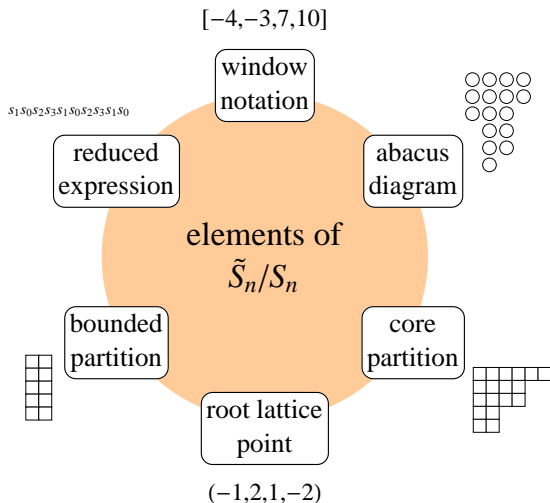 [−4,−3,7,10]
window
notation
s₁s₀s₂s₃s₁s₀s₂s₃s₁s₀
reduced
expression
abacus
diagram
elements of
S̃ₙ/Sₙ
bounded
partition
core
partition
root lattice
point
(−1,2,1,−2)